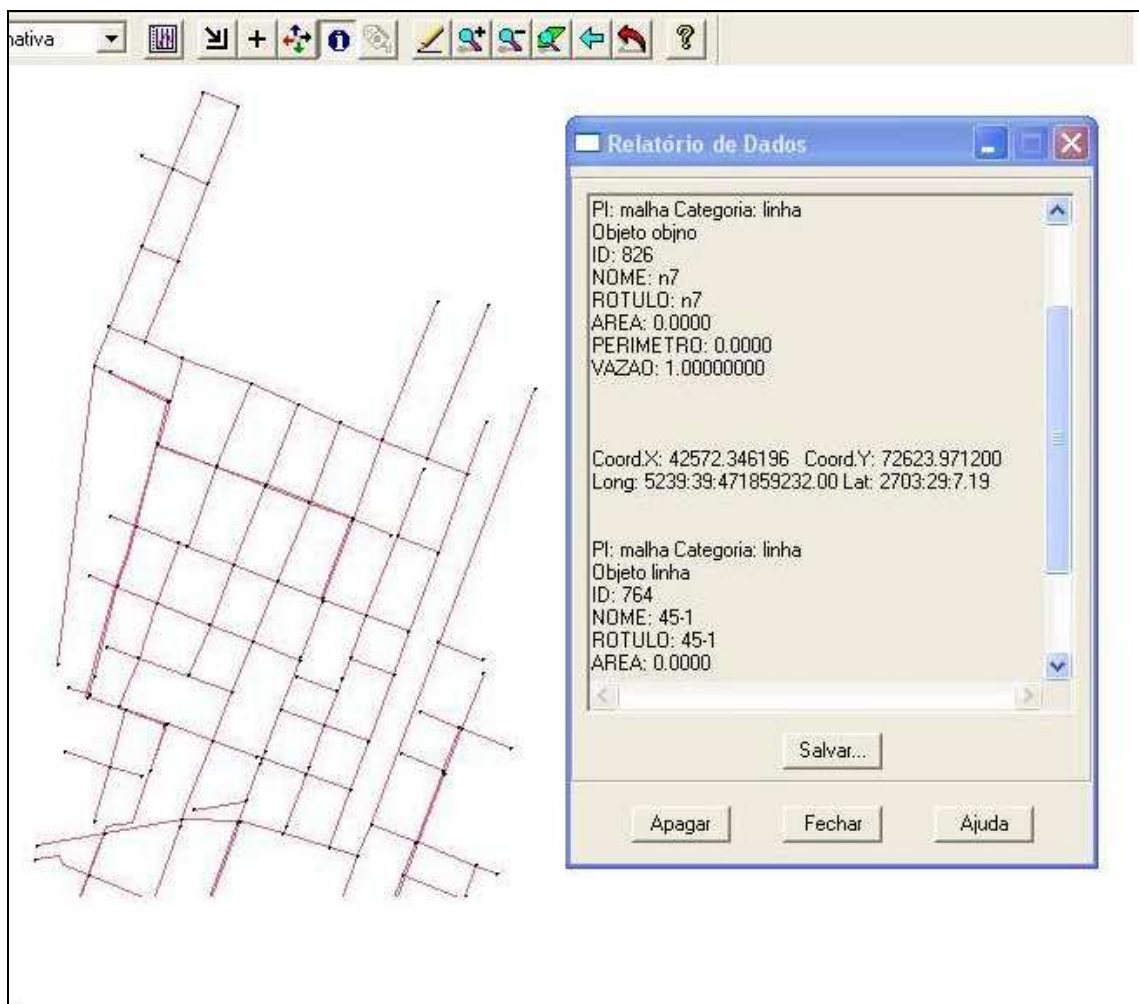 nativa
Relatório de Dados
PI: malha Categoria: linha
Objeto objno
ID: 826
NOME: n7
ROTULO: n7
AREA: 0.0000
PERIMETRO: 0.0000
VAZAO: 1.00000000
Coord.X: 42572.346196 Coord.Y: 72623.971200
Long: 5239:39:471859232.00 Lat: 2703:29:7.19
PI: malha Categoria: linha
Objeto linha
ID: 764
NOME: 45-1
ROTULO: 45-1
AREA: 0.0000
Salvar...
Apagar Fechar Ajuda